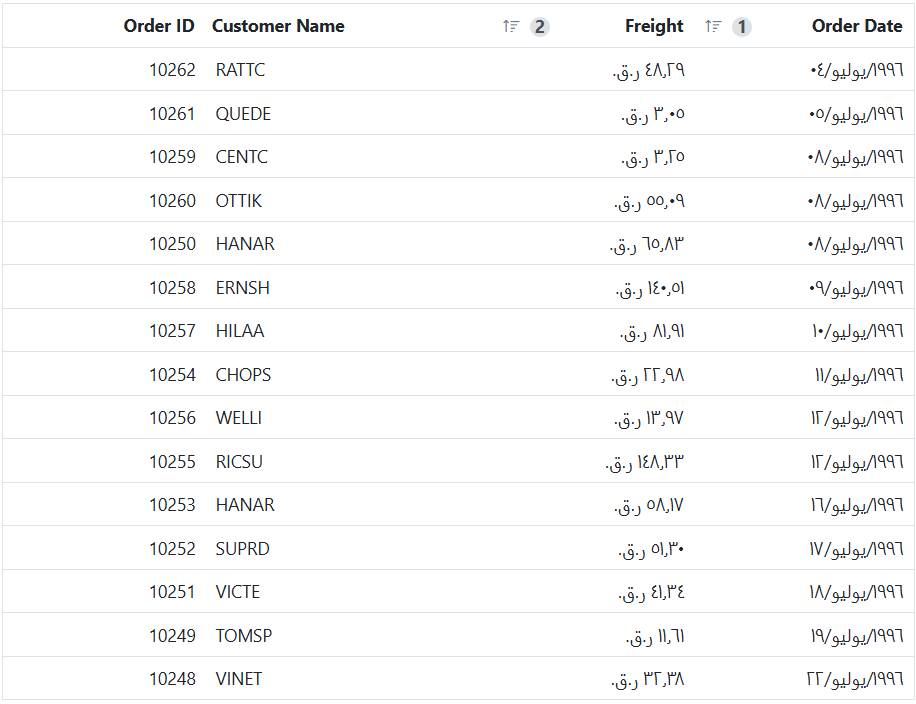 Order ID Customer Name 2 Freight 1 Order Date
10262 RATTC ٤٨٫٢٩ ر.ق. ١٩٩٦/يوليو/٠٤
10261 QUEDE ٣٫٠٥ ر.ق. ١٩٩٦/يوليو/٠٥
10259 CENTC ٣٫٢٥ ر.ق. ١٩٩٦/يوليو/٠٨
10260 OTTIK ٥٥٫٠٩ ر.ق. ١٩٩٦/يوليو/٠٨
10250 HANAR ٦٥٫٨٣ ر.ق. ١٩٩٦/يوليو/٠٨
10258 ERNSH ١٤٠٫٥١ ر.ق. ١٩٩٦/يوليو/٠٩
10257 HILAA ٨١٫٩١ ر.ق. ١٩٩٦/يوليو/١٠
10254 CHOPS ٢٢٫٩٨ ر.ق. ١٩٩٦/يوليو/١١
10256 WELLI ١٣٫٩٧ ر.ق. ١٩٩٦/يوليو/١٢
10255 RICSU ١٤٨٫٣٣ ر.ق. ١٩٩٦/يوليو/١٢
10253 HANAR ٥٨٫١٧ ر.ق. ١٩٩٦/يوليو/١٦
10252 SUPRD ٥١٫٣٠ ر.ق. ١٩٩٦/يوليو/١٧
10251 VICTE ٤١٫٣٤ ر.ق. ١٩٩٦/يوليو/١٨
10249 TOMSP ١١٫٦١ ر.ق. ١٩٩٦/يوليو/١٩
10248 VINET ٣٢٫٣٨ ر.ق. ١٩٩٦/يوليو/٢٢